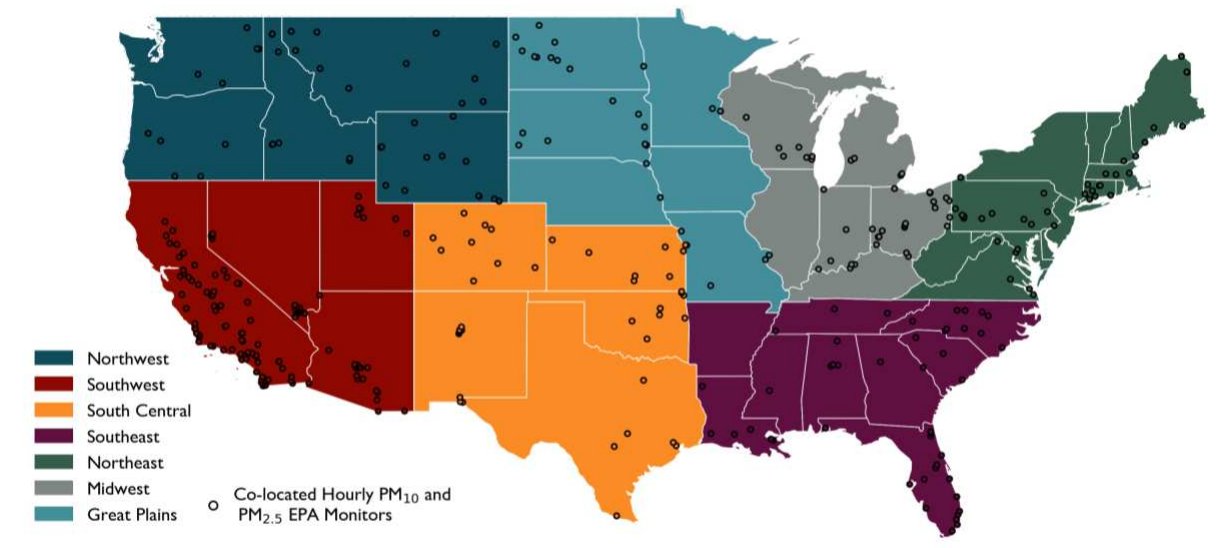 Northwest
Southwest
South Central
Southeast
Northeast
Midwest
Great Plains
Co-located Hourly PM₁₀ and
PM₂.₅ EPA Monitors